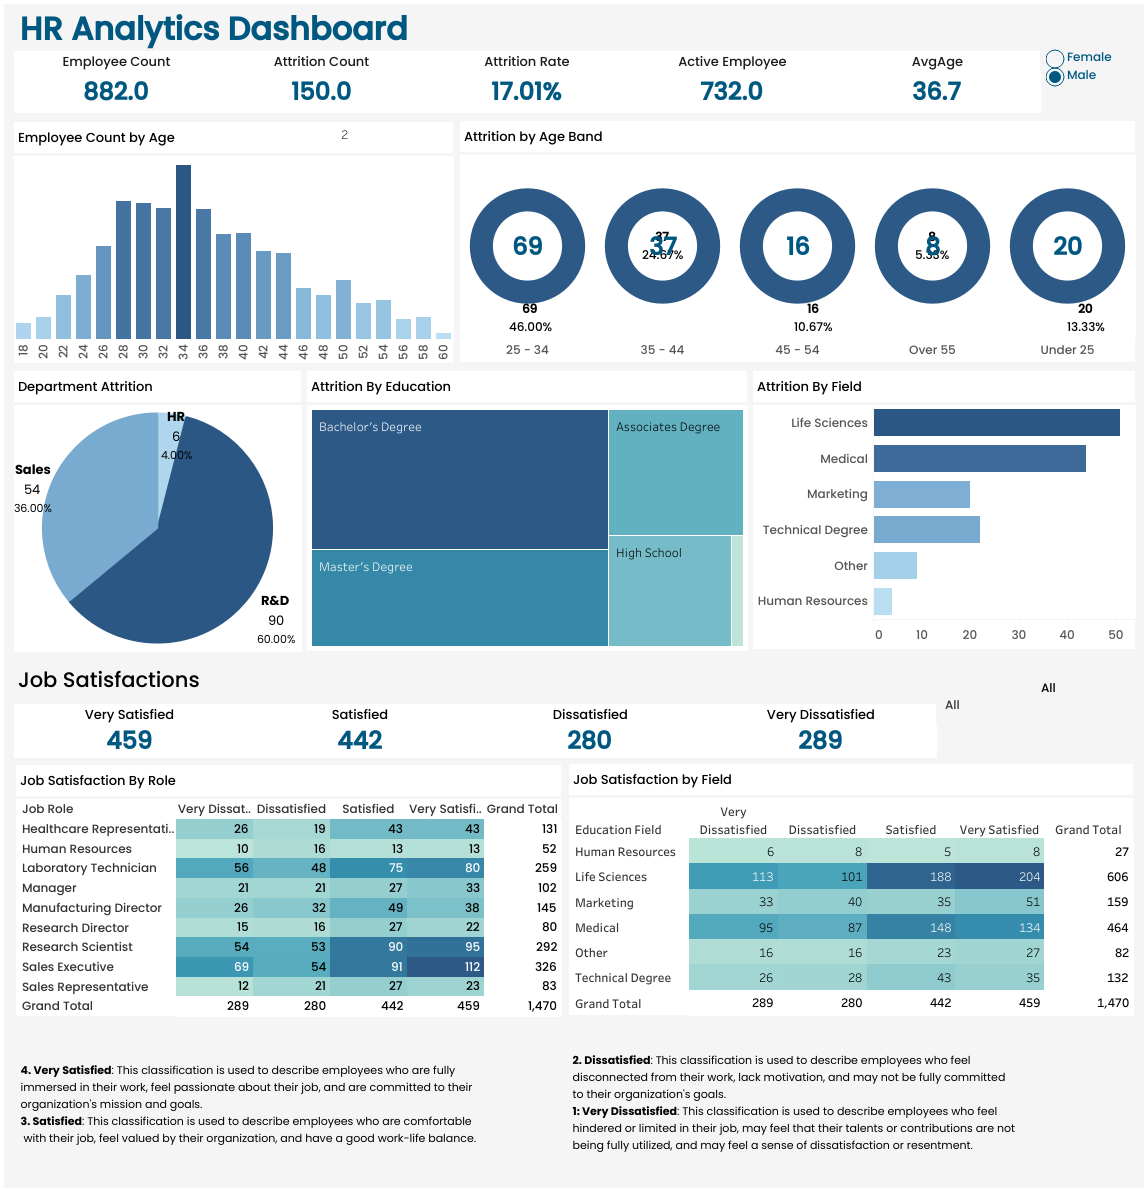 HR Analytics Dashboard
Employee Count
Attrition Count
Attrition Rate
Active Employee
AvgAge
882.0
150.0
17.01%
732.0
36.7
Female
Male
Employee Count by Age
2
18 20 22 24 26 28 30 32 34 36 38 40 42 44 46 48 50 52 54 56 58 60
Attrition by Age Band
69
37
16
8
20
37
24.67%
8
5.33%
69
46.00%
16
10.67%
20
13.33%
25 - 34
35 - 44
45 - 54
Over 55
Under 25
Department Attrition
HR
6
4.00%
Sales
54
36.00%
R&D
90
60.00%
Attrition By Education
Bachelor's Degree
Associates Degree
Master's Degree
High School
Attrition By Field
Life Sciences
Medical
Marketing
Technical Degree
Other
Human Resources
0 10 20 30 40 50
Job Satisfactions
All
All
Very Satisfied
Satisfied
Dissatisfied
Very Dissatisfied
459
442
280
289
Job Satisfaction By Role
Job Role Very Dissat.. Dissatisfied Satisfied Very Satisfi.. Grand Total
Healthcare Representati.. 26 19 43 43 131
Human Resources 10 16 13 13 52
Laboratory Technician 56 48 75 80 259
Manager 21 21 27 33 102
Manufacturing Director 26 32 49 38 145
Research Director 15 16 27 22 80
Research Scientist 54 53 90 95 292
Sales Executive 69 54 91 112 326
Sales Representative 12 21 27 23 83
Grand Total 289 280 442 459 1,470
Job Satisfaction by Field
Very
Education Field Dissatisfied Dissatisfied Satisfied Very Satisfied Grand Total
Human Resources 6 8 5 8 27
Life Sciences 113 101 188 204 606
Marketing 33 40 35 51 159
Medical 95 87 148 134 464
Other 16 16 23 27 82
Technical Degree 26 28 43 35 132
Grand Total 289 280 442 459 1,470
4. Very Satisfied: This classification is used to describe employees who are fully
immersed in their work, feel passionate about their job, and are committed to their
organization's mission and goals.
3. Satisfied: This classification is used to describe employees who are comfortable
with their job, feel valued by their organization, and have a good work-life balance.
2. Dissatisfied: This classification is used to describe employees who feel
disconnected from their work, lack motivation, and may not be fully committed
to their organization's goals.
1: Very Dissatisfied: This classification is used to describe employees who feel
hindered or limited in their job, may feel that their talents or contributions are not
being fully utilized, and may feel a sense of dissatisfaction or resentment.